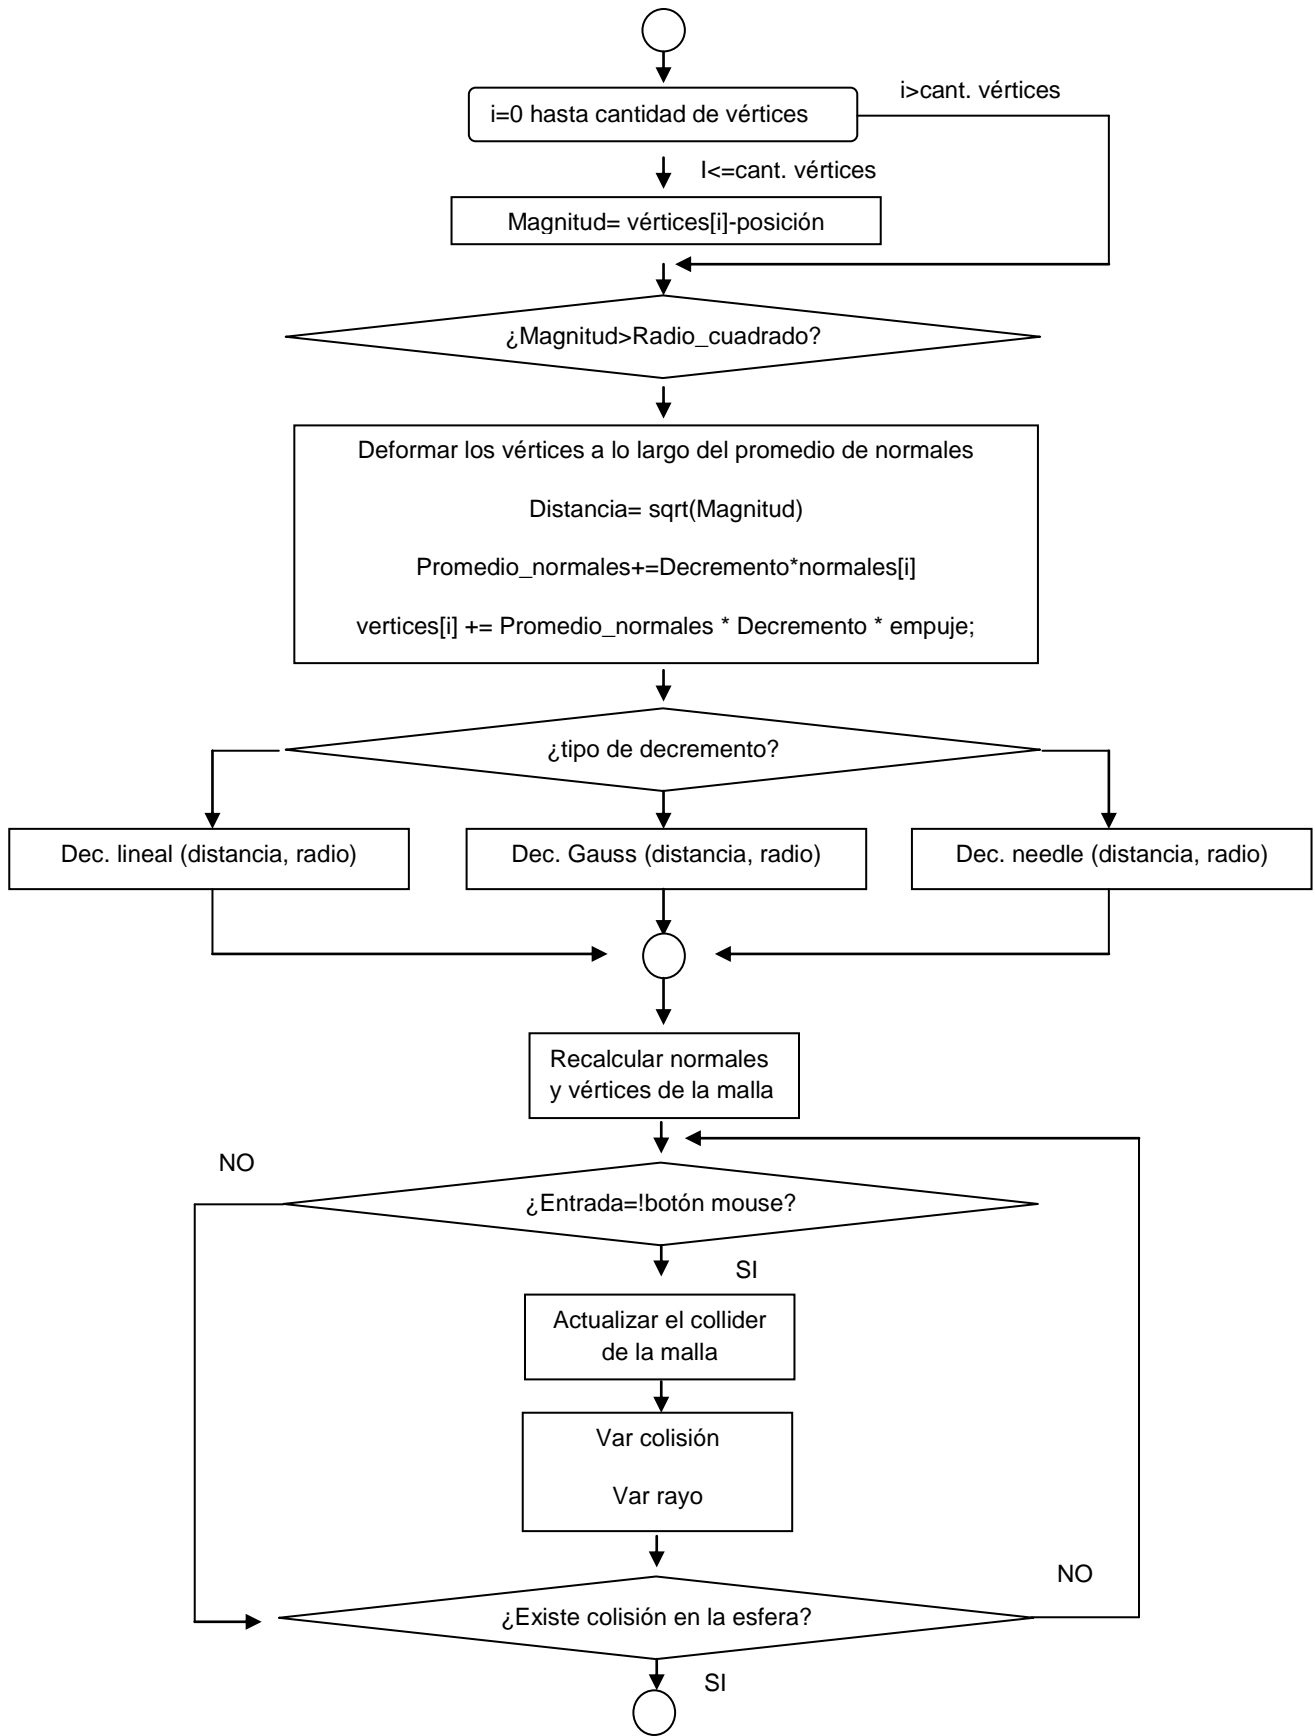 i=0 hasta cantidad de vértices
i>cant. vértices
I<=cant. vértices
Magnitud= vértices[i]-posición
¿Magnitud>Radio_cuadrado?
Deformar los vértices a lo largo del promedio de normales
Distancia= sqrt(Magnitud)
Promedio_normales+=Decremento*normales[i]
vertices[i] += Promedio_normales * Decremento * empuje;
¿tipo de decremento?
Dec. lineal (distancia, radio)
Dec. Gauss (distancia, radio)
Dec. needle (distancia, radio)
Recalcular normales
y vértices de la malla
NO
¿Entrada=!botón mouse?
SI
Actualizar el collider
de la malla
Var colisión
Var rayo
NO
¿Existe colisión en la esfera?
SI